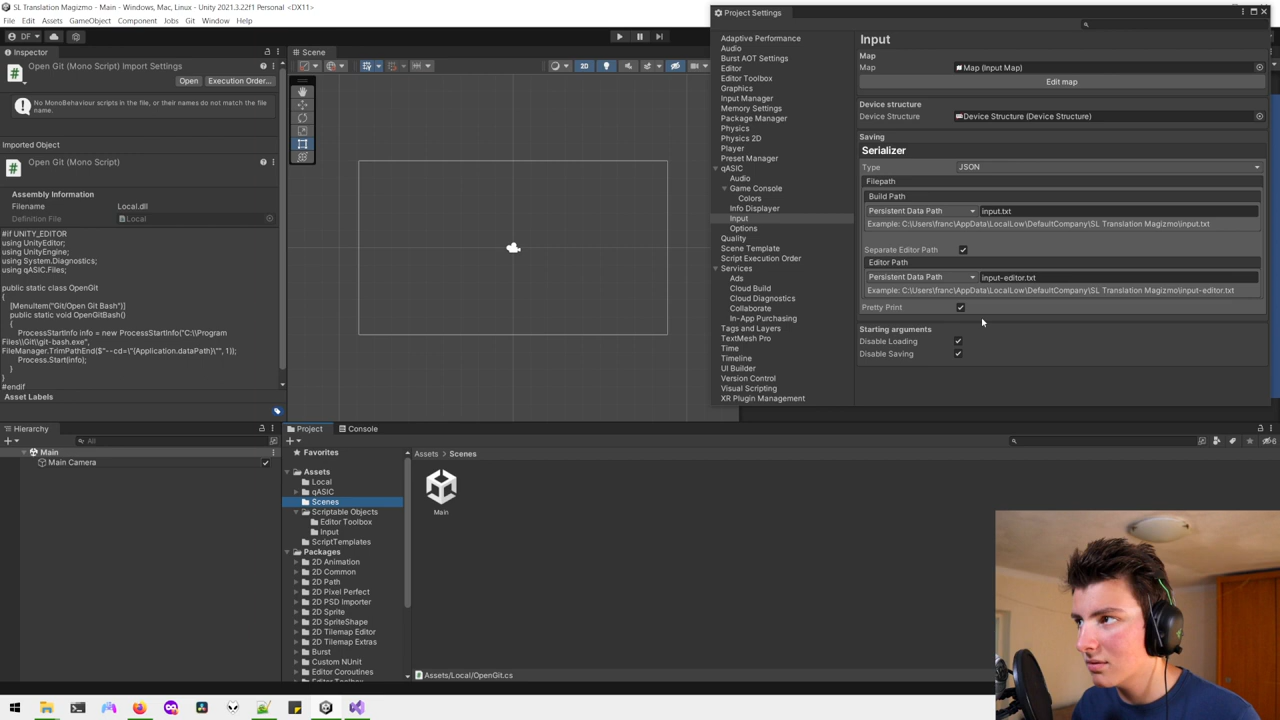 SL Translation Magizmo - Main - Windows, Mac, Linux - Unity 2021.3.22f1 Personal <DX11>
File Edit Assets GameObject Component Jobs Git Window Help
DF
Inspector
Open Git (Mono Script) Import Settings
Open Execution Order...
No MonoBehaviour scripts in the file, or their names do not match the file name.
Imported Object
Open Git (Mono Script)
Assembly Information
Filename Local.dll
Definition File Local
#if UNITY_EDITOR
using UnityEditor;
using UnityEngine;
using System.Diagnostics;
using qASIC.Files;
public static class OpenGit
{
[MenuItem("Git/Open Git Bash")]
public static void OpenGitBash()
{
ProcessStartInfo info = new ProcessStartInfo("C:\\Program
Files\\Git\\git-bash.exe",
FileManager.TrimPathEnd($"--cd=\"{Application.dataPath}\"", 1));
Process.Start(info);
}
}
#endif
Asset Labels
Scene
2D
Project Settings
Adaptive Performance
Audio
Burst AOT Settings
Editor
Editor Toolbox
Graphics
Input Manager
Memory Settings
Package Manager
Physics
Physics 2D
Player
Preset Manager
qASIC
Audio
Game Console
Colors
Info Displayer
Input
Options
Quality
Scene Template
Script Execution Order
Services
Ads
Cloud Build
Cloud Diagnostics
Collaborate
In-App Purchasing
Tags and Layers
TextMesh Pro
Time
Timeline
UI Builder
Version Control
Visual Scripting
XR Plugin Management
Input
Map
Map Map (Input Map)
Edit map
Device structure
Device Structure Device Structure (Device Structure)
Saving
Serializer
Type JSON
Filepath
Build Path
Persistent Data Path input.txt
Example: C:\Users\franc\AppData\LocalLow\DefaultCompany\SL Translation Magizmo\input.txt
Separate Editor Path
Editor Path
Persistent Data Path input-editor.txt
Example: C:\Users\franc\AppData\LocalLow\DefaultCompany\SL Translation Magizmo\input-editor.txt
Pretty Print
Starting arguments
Disable Loading
Disable Saving
Hierarchy
All
Main
Main Camera
Project Console
Favorites
Assets
Local
qASIC
Scenes
Scriptable Objects
Editor Toolbox
Input
ScriptTemplates
Packages
2D Animation
2D Common
2D Path
2D Pixel Perfect
2D PSD Importer
2D Sprite
2D SpriteShape
2D Tilemap Editor
2D Tilemap Extras
Burst
Custom NUnit
Editor Coroutines
Editor Toolbox
Assets > Scenes
6
Main
Assets/Local/OpenGit.cs